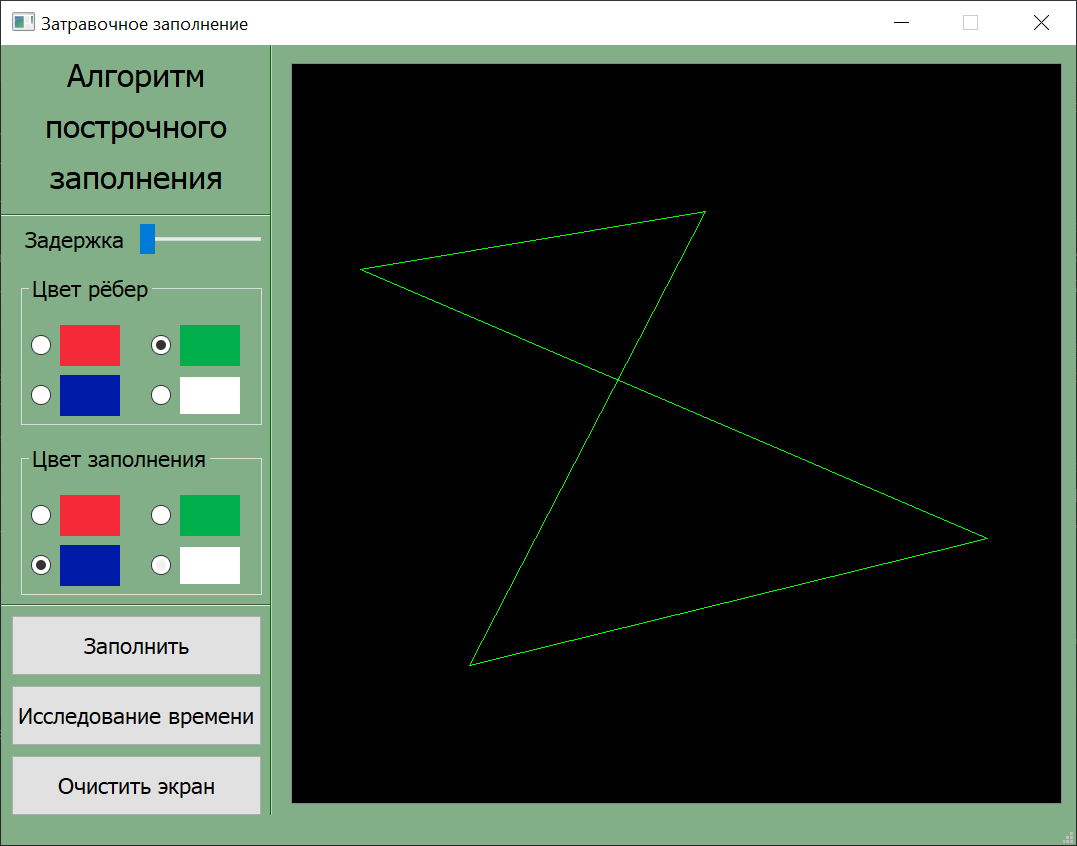 Затравочное заполнение
Алгоритм
построчного
заполнения
Задержка
Цвет рёбер
Цвет заполнения
Заполнить
Исследование времени
Очистить экран